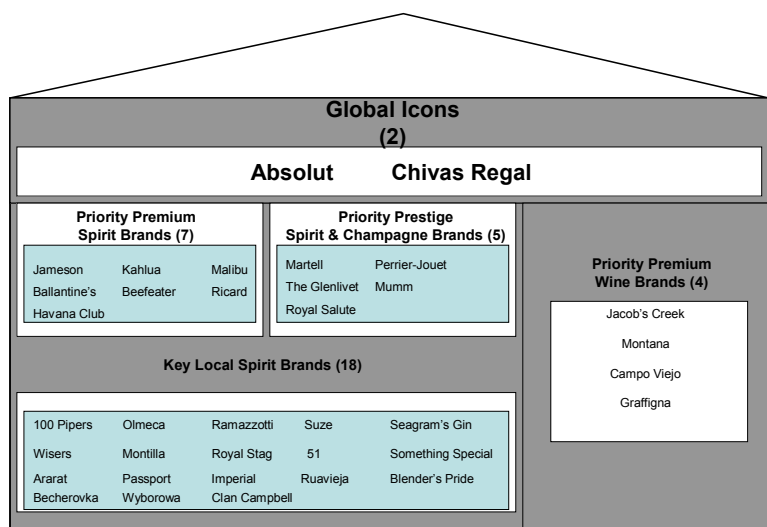 Global Icons
(2)
Absolut Chivas Regal
Priority Premium
Spirit Brands (7)
Jameson Kahlua Malibu
Ballantine's Beefeater Ricard
Havana Club
Priority Prestige
Spirit & Champagne Brands (5)
Martell Perrier-Jouet
The Glenlivet Mumm
Royal Salute
Priority Premium
Wine Brands (4)
Jacob's Creek
Montana
Campo Viejo
Graffigna
Key Local Spirit Brands (18)
100 Pipers Olmeca Ramazzotti Suze Seagram's Gin
Wisers Montilla Royal Stag 51 Something Special
Ararat Passport Imperial Ruavieja Blender's Pride
Becherovka Wyborowa Clan Campbell